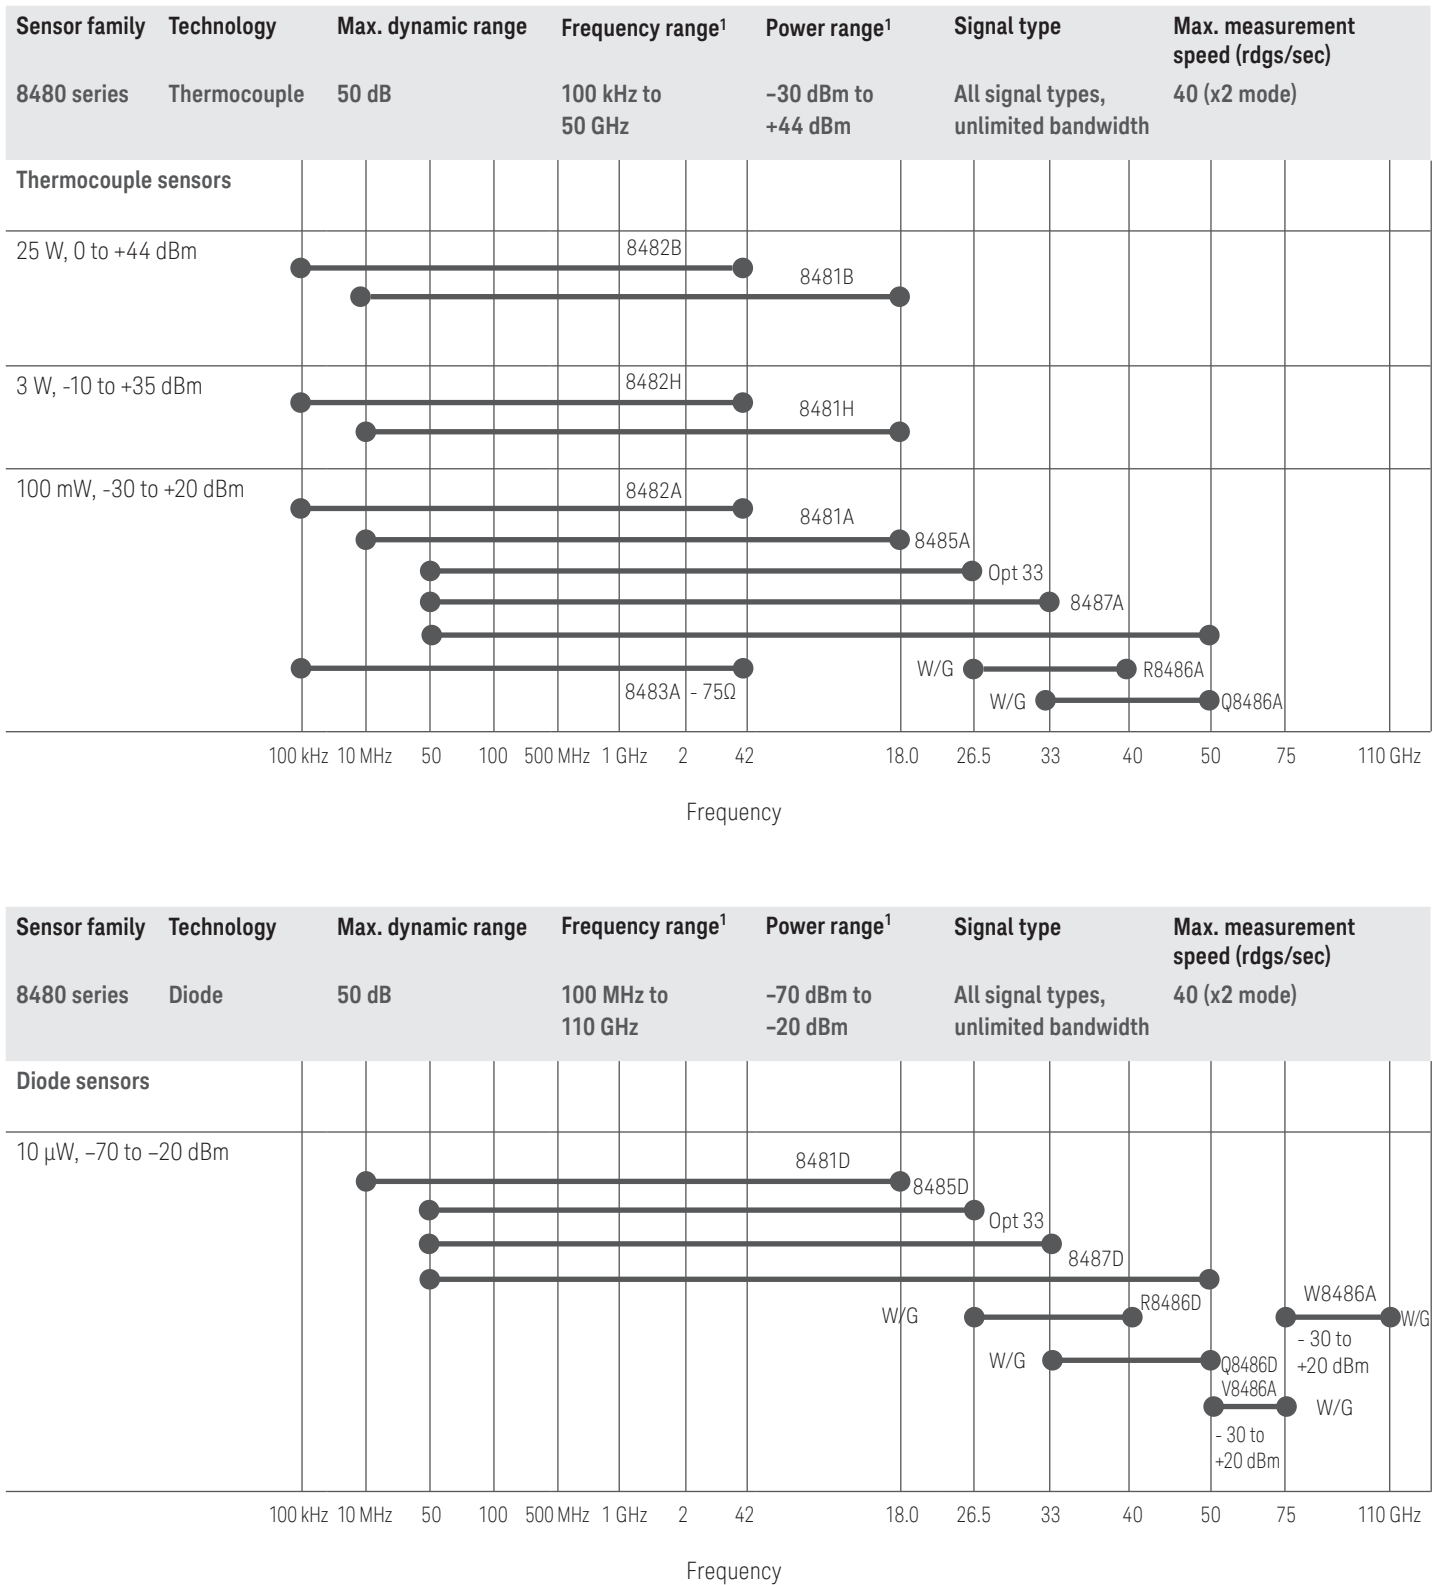 Sensor family Technology Max. dynamic range Frequency range1 Power range1 Signal type Max. measurement
speed (rdgs/sec)
8480 series Thermocouple 50 dB 100 kHz to −30 dBm to All signal types, 40 (x2 mode)
50 GHz +44 dBm unlimited bandwidth
Thermocouple sensors
25 W, 0 to +44 dBm
8482B
8481B
3 W, -10 to +35 dBm
8482H
8481H
100 mW, -30 to +20 dBm
8482A
8481A
8485A
Opt 33
8487A
W/G R8486A
8483A - 75Ω
W/G Q8486A
100 kHz 10 MHz 50 100 500 MHz 1 GHz 2 42 18.0 26.5 33 40 50 75 110 GHz
Frequency
Sensor family Technology Max. dynamic range Frequency range1 Power range1 Signal type Max. measurement
speed (rdgs/sec)
8480 series Diode 50 dB 100 MHz to −70 dBm to All signal types, 40 (x2 mode)
110 GHz −20 dBm unlimited bandwidth
Diode sensors
10 µW, −70 to −20 dBm
8481D
8485D
Opt 33
8487D
W8486A
R8486D
W/G W/G
- 30 to
+20 dBm
W/G Q8486D
V8486A
W/G
- 30 to
+20 dBm
100 kHz 10 MHz 50 100 500 MHz 1 GHz 2 42 18.0 26.5 33 40 50 75 110 GHz
Frequency